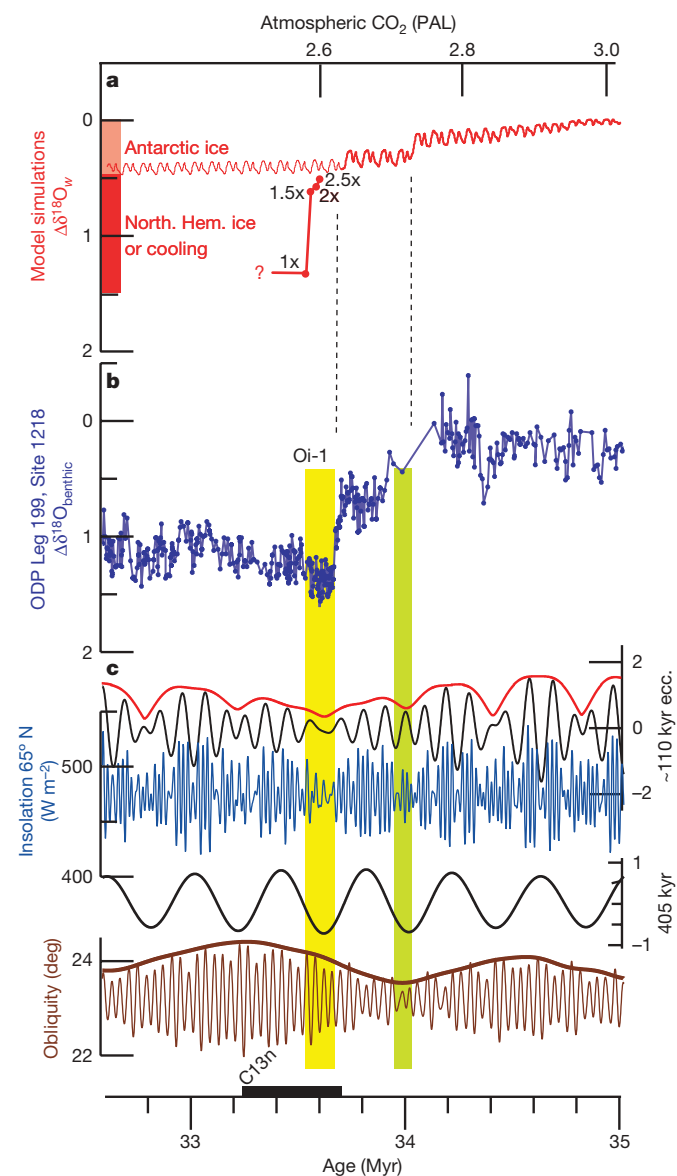 Atmospheric CO2 (PAL)
2.6 2.8 3.0
a
0
Antarctic ice
2.5x
1.5x
2x
North. Hem. ice
or cooling
1
1x
?
2
Model simulations
Δδ18Ow
b
0
Oi-1
1
2
ODP Leg 199, Site 1218
Δδ18Obenthic
c
2
0
500
−2
~110 kyr ecc.
Insolation 65º N
(W m−2)
400
1
−1
405 kyr
24
22
Obliquity (deg)
C13n
33 34 35
Age (Myr)